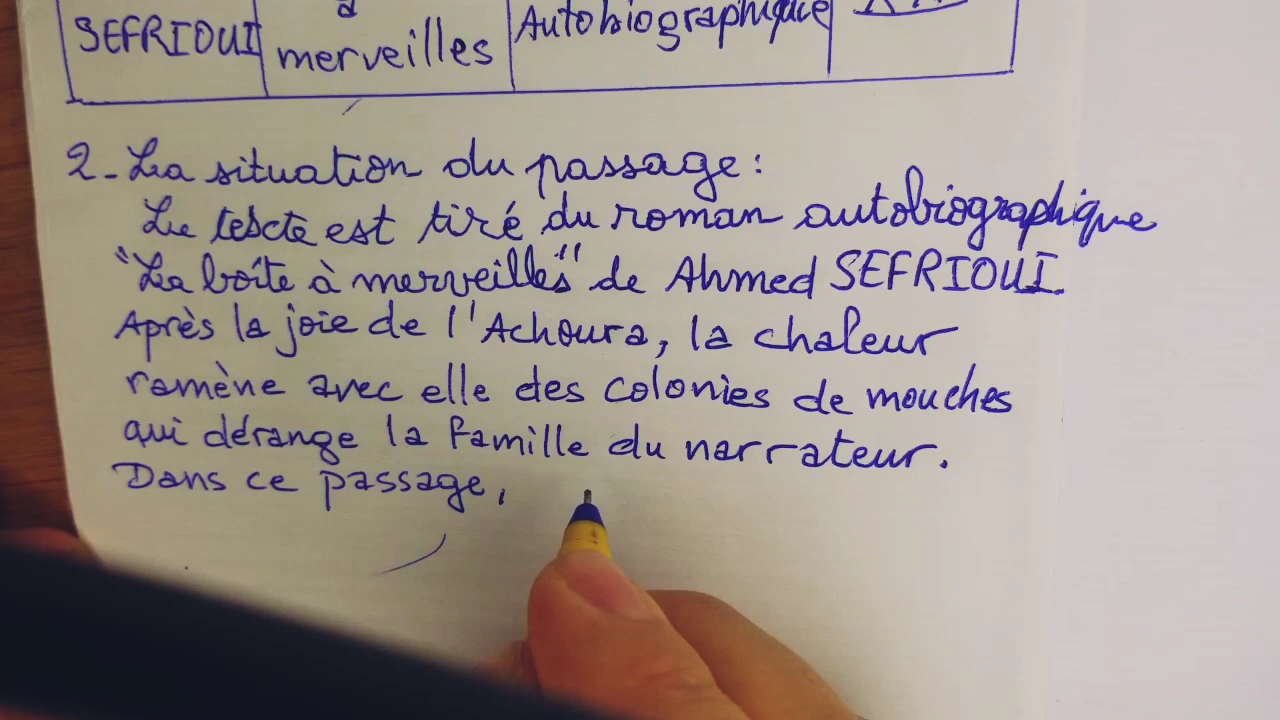 à
SEFRIOUI merveilles Autobiographique
2- La situation du passage :
Le texte est tiré du roman autobiographique
"La boîte à merveilles" de Ahmed SEFRIOUI.
Après la joie de l'Achoura, la chaleur
ramène avec elle des colonies de mouches
qui dérange la famille du narrateur.
Dans ce passage,